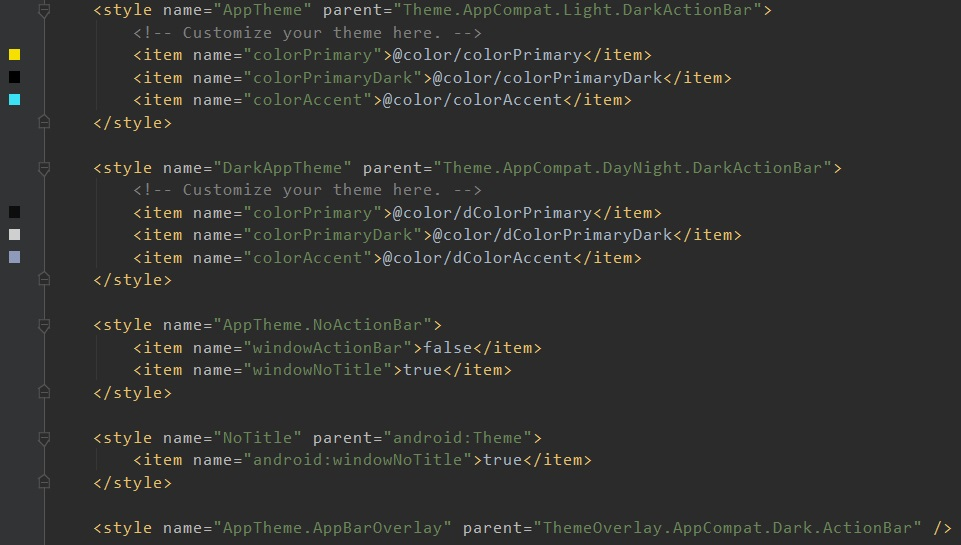 <style name="AppTheme" parent="Theme.AppCompat.Light.DarkActionBar">
<!-- Customize your theme here. -->
<item name="colorPrimary">@color/colorPrimary</item>
<item name="colorPrimaryDark">@color/colorPrimaryDark</item>
<item name="colorAccent">@color/colorAccent</item>
</style>
<style name="DarkAppTheme" parent="Theme.AppCompat.DayNight.DarkActionBar">
<!-- Customize your theme here. -->
<item name="colorPrimary">@color/dColorPrimary</item>
<item name="colorPrimaryDark">@color/dColorPrimaryDark</item>
<item name="colorAccent">@color/dColorAccent</item>
</style>
<style name="AppTheme.NoActionBar">
<item name="windowActionBar">false</item>
<item name="windowNoTitle">true</item>
</style>
<style name="NoTitle" parent="android:Theme">
<item name="android:windowNoTitle">true</item>
</style>
<style name="AppTheme.AppBarOverlay" parent="ThemeOverlay.AppCompat.Dark.ActionBar" />